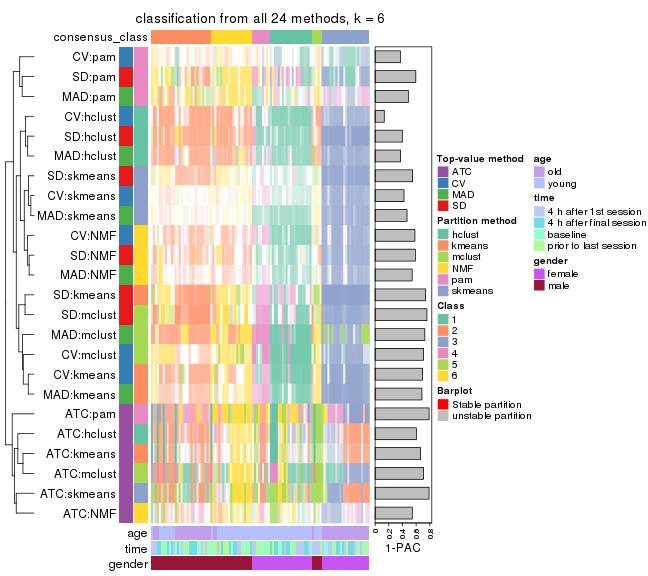 classification from all 24 methods, k = 6
consensus_class
CV:pam
SD:pam
MAD:pam
CV:hclust
SD:hclust
MAD:hclust
SD:skmeans
CV:skmeans
MAD:skmeans
CV:NMF
SD:NMF
MAD:NMF
SD:kmeans
SD:mclust
MAD:mclust
CV:mclust
CV:kmeans
MAD:kmeans
ATC:pam
ATC:hclust
ATC:kmeans
ATC:mclust
ATC:skmeans
ATC:NMF
age
time
gender
0
0.2
0.4
0.6
0.8
1-PAC
Top-value method
ATC
CV
MAD
SD
Partition method
hclust
kmeans
mclust
NMF
pam
skmeans
Class
1
2
3
4
5
6
Barplot
Stable partition
unstable partition
age
old
young
time
4 h after 1st session
4 h after final session
baseline
prior to last session
gender
female
male